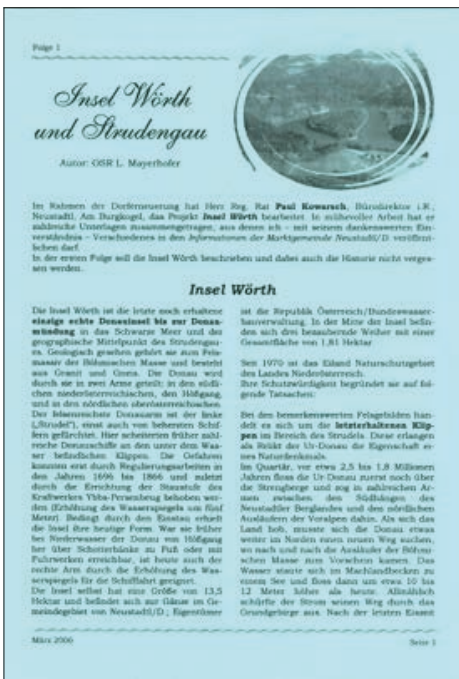 Folge 1
Insel Wörth
und Strudengau
Autor: OSR L. Mayerhofer
Im Rahmen der Dorferneuerung hat Herr Reg. Rat Paul Kowarsch, Bürodirektor i.R.,
Neustadtl, Am Burgkogel, das Projekt Insel Wörth bearbeitet. In mühevoller Arbeit hat er
zahlreiche Unterlagen zusammengetragen, aus denen ich - mit seinem dankenswerten Ein-
verständnis - Verschiedenes in den Informationen der Marktgemeinde Neustadtl/D. veröffent-
lichen darf.
In der ersten Folge soll die Insel Wörth beschrieben und dabei auch die Historie nicht verges-
sen werden.
Insel Wörth
Die Insel Wörth ist die letzte noch erhaltene
einzige echte Donauinsel bis zur Donau-
mündung in das Schwarze Meer und der
geographische Mittelpunkt des Strudengau-
es. Geologisch gesehen gehört sie zum Fels-
massiv der Böhmischen Masse und besteht
aus Granit und Gneis. Die Donau wird
durch sie in zwei Arme geteilt: in den südli-
chen niederösterreichischen, den Hößgang,
und in den nördlichen oberösterreichischen.
Der felsenreichste Donauarm ist der linke
(„Strudel"), einst auch von beherzten Schif-
fern gefürchtet. Hier scheiterten früher zahl-
reiche Donauschiffe an den unter dem Was-
ser befindlichen Klippen. Die Gefahren
konnten erst durch Regulierungsarbeiten in
den Jahren 1696 bis 1866 und zuletzt
durch die Errichtung der Staustufe des
Kraftwerkes Ybbs-Persenbeug behoben wer-
den (Erhöhung des Wasserspiegels um fünf
Meter). Bedingt durch den Einstau erhielt
die Insel ihre heutige Form. War sie früher
bei Niederwasser der Donau von Hößgang
her über Schotterbänke zu Fuß oder mit
Fuhrwerken erreichbar, ist heute auch der
rechte Arm durch die Erhöhung des Was-
serspiegels für die Schifffahrt geeignet.
Die Insel selbst hat eine Größe von 13,5
Hektar und befindet sich zur Gänze im Ge-
meindegebiet von Neustadtl/D.; Eigentümer
ist die Republik Österreich/Bundeswasser-
bauverwaltung. In der Mitte der Insel befin-
den sich drei bezaubernde Weiher mit einer
Gesamtfläche von 1,81 Hektar
Seit 1970 ist das Eiland Naturschutzgebiet
des Landes Niederösterreich.
Ihre Schutzwürdigkeit begründet sie auf fol-
gende Tatsachen:
Bei den bemerkenswerten Felsgebilden han-
delt es sich um die letzterhaltenen Klip-
pen im Bereich des Strudels. Diese erlangen
als Relikt der Ur-Donau die Eigenschaft ei-
nes Naturdenkmals.
Im Quartär, vor etwa 2,5 bis 1,8 Millionen
Jahren floss die Ur-Donau zuerst noch über
die Strengberge und zog in zahlreichen Ar-
men zwischen den Südhängen des
Neustadtler Berglandes und den nördlichen
Ausläufern der Voralpen dahin. Als sich das
Land hob, musste sich die Donau etwas
weiter im Norden einen neuen Weg suchen,
wo nach und nach die Ausläufe der Böhmi-
schen Masse zum Vorschein kamen. Das
Wasser staute sich im Machlandbecken zu
einem See und floss dann um etwa 10 bis
12 Meter höher als heute. Allmählich
schürfte der Strom seinen Weg durch das
Grundgebirge aus. Nach der letzten Eiszeit
März 2006
Seite 1